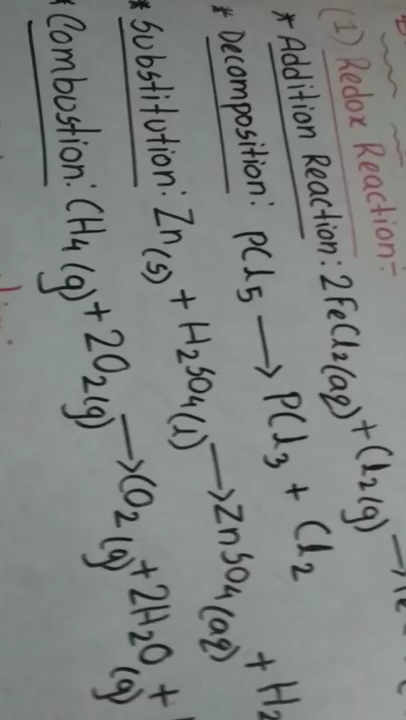 (1) Redox Reaction:-
* Addition Reaction: 2FeCl2(aq) + Cl2(g) →
* Decomposition: PCl5 → PCl3 + Cl2
* Substitution: Zn(s) + H2SO4(l) → ZnSO4(aq) + H2
* Combustion: CH4(g) + 2O2(g) → CO2(g) + 2H2O(g) +